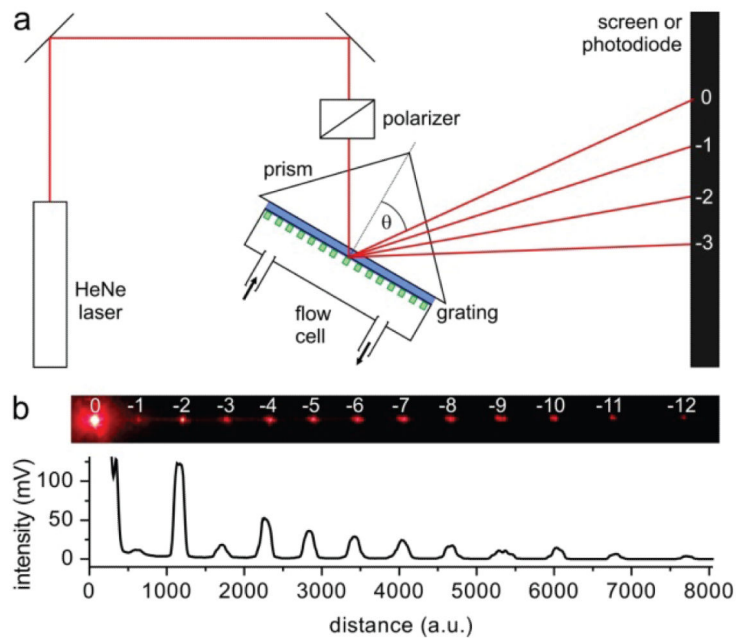 a
screen or
photodiode
0
-1
-2
-3
polarizer
prism
θ
HeNe
laser
flow
cell
grating
b
0 -1 -2 -3 -4 -5 -6 -7 -8 -9 -10 -11 -12
intensity (mV)
100
50
0
0 1000 2000 3000 4000 5000 6000 7000 8000
distance (a.u.)